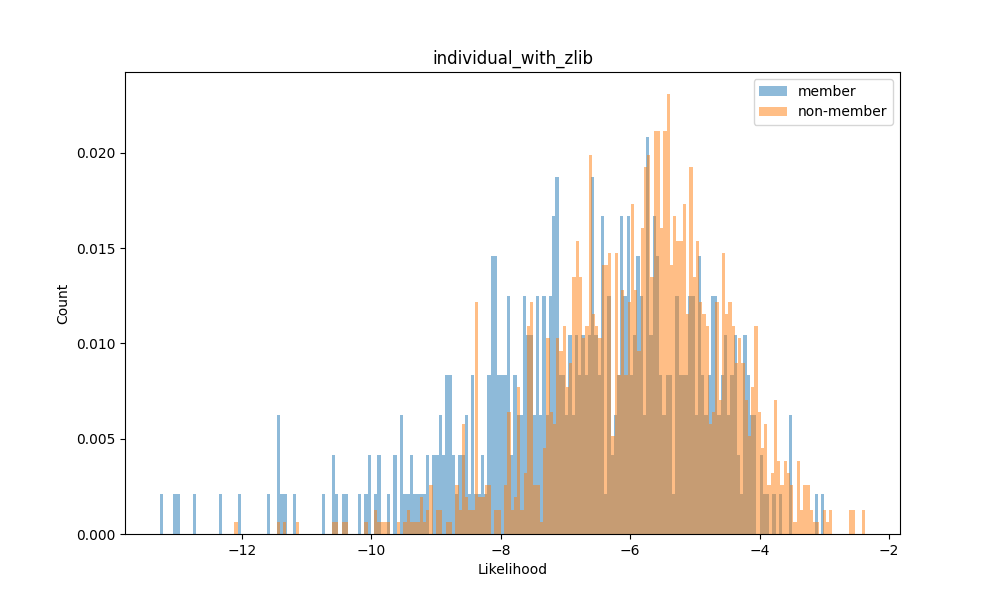 individual_with_zlib
member
non-member
Count
0.020
0.015
0.010
0.005
0.000
−12
−10
−8
−6
−4
−2
Likelihood